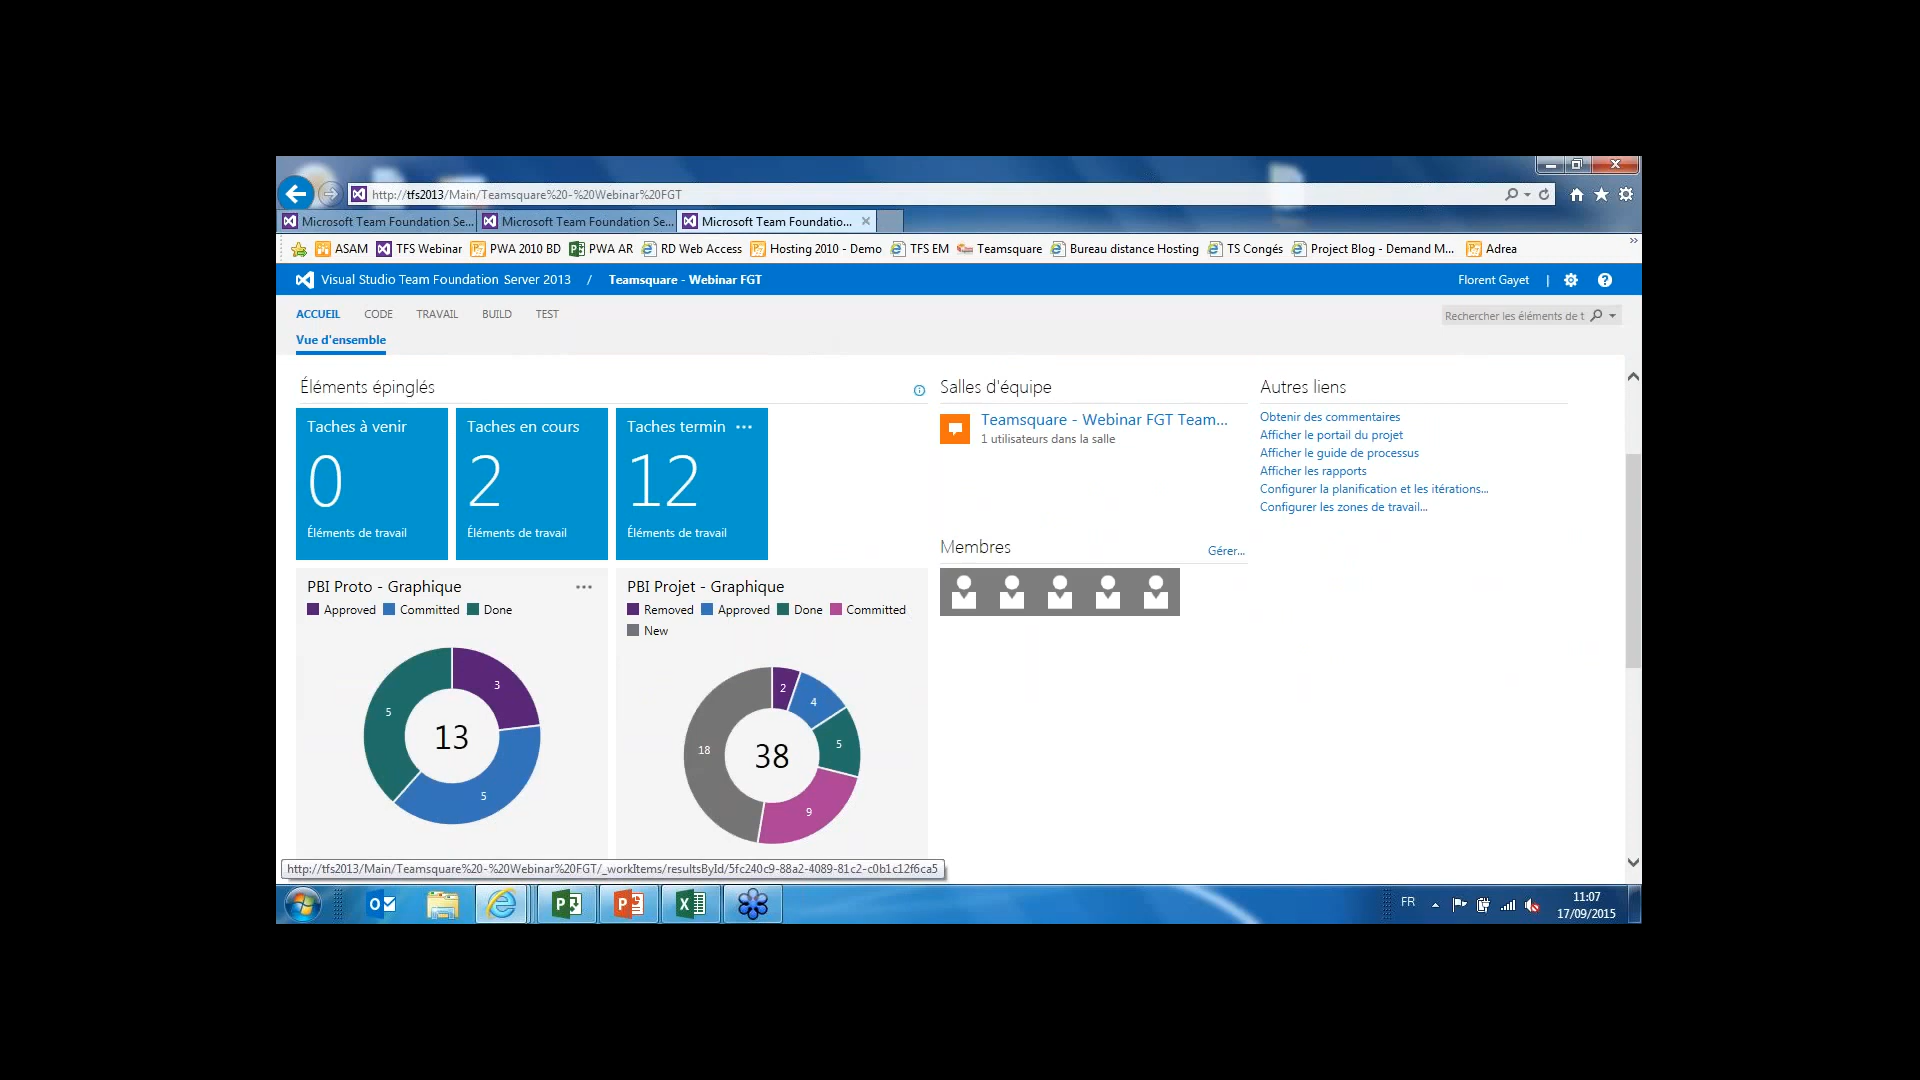 http://tfs2013/Main/Teamsquare%20-%20Webinar%20FGT
Microsoft Team Foundation Se... Microsoft Team Foundation Se... Microsoft Team Foundatio...
ASAM TFS Webinar PWA 2010 BD PWA AR RD Web Access Hosting 2010 - Demo TFS EM Teamsquare Bureau distance Hosting TS Congés Project Blog - Demand M... Adrea
Visual Studio Team Foundation Server 2013 / Teamsquare - Webinar FGT Florent Gayet |
ACCUEIL CODE TRAVAIL BUILD TEST
Rechercher les éléments de t
Vue d'ensemble
Éléments épinglés
Taches à venir
0
Éléments de travail
Taches en cours
2
Éléments de travail
Taches termin ...
12
Éléments de travail
PBI Proto - Graphique ...
Approved Committed Done
3
5
5
13
PBI Projet - Graphique
Removed Approved Done Committed
New
2
4
5
9
18
38
Salles d'équipe
Teamsquare - Webinar FGT Team...
1 utilisateurs dans la salle
Membres
Gérer...
Autres liens
Obtenir des commentaires
Afficher le portail du projet
Afficher le guide de processus
Afficher les rapports
Configurer la planification et les itérations...
Configurer les zones de travail...
http://tfs2013/Main/Teamsquare%20-%20Webinar%20FGT/_workItems/resultsById/5fc240c9-88a2-4089-81c2-c0b1c12f6ca5
FR
11:07
17/09/2015